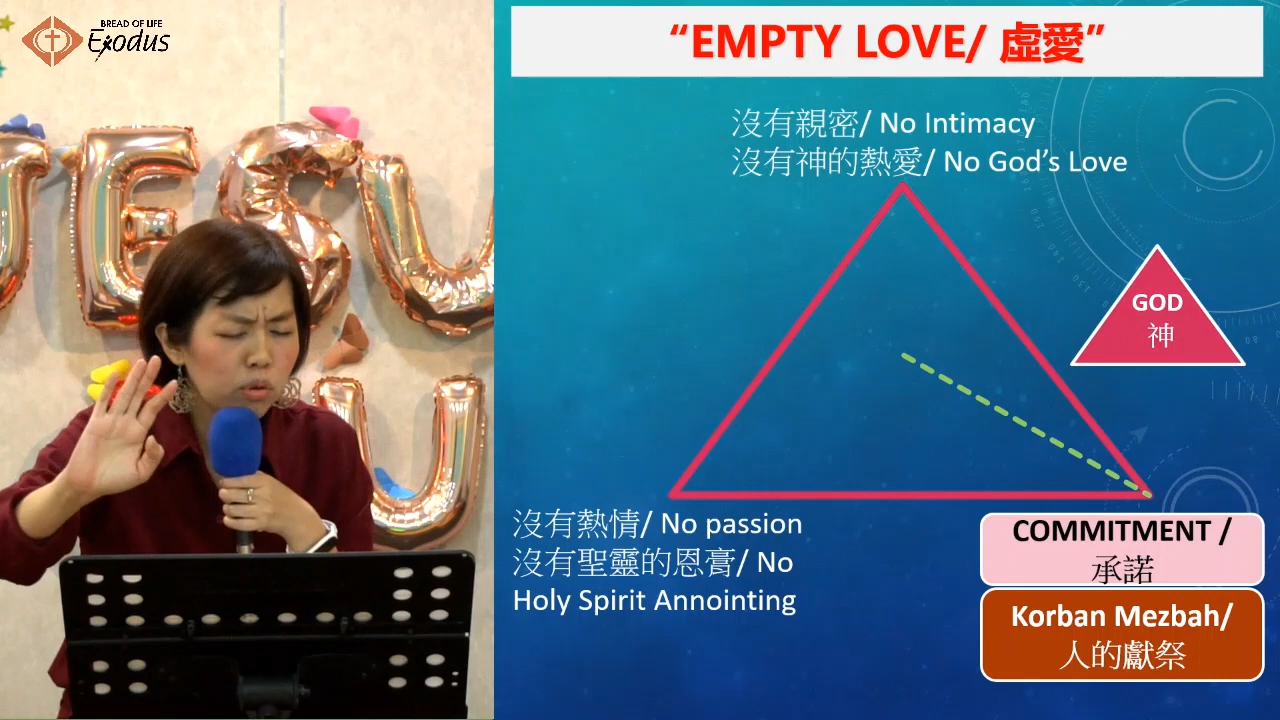 BREAD OF LIFE
Exodus
JESU
U
“EMPTY LOVE/ 虛愛”
沒有親密/ No Intimacy
沒有神的熱愛/ No God’s Love
GOD
神
沒有熱情/ No passion
沒有聖靈的恩膏/ No
Holy Spirit Annointing
COMMITMENT /
承諾
Korban Mezbah/
人的獻祭